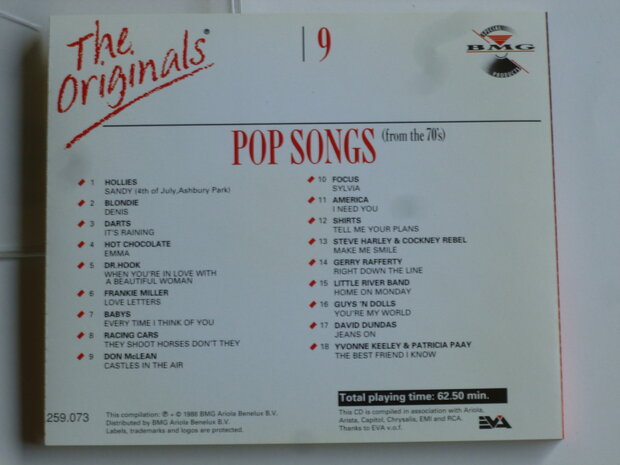 The Originals®
9
SPECIAL
BMG
PRODUCTS
POP SONGS (from the 70's)
1 HOLLIES
SANDY (4th of July,Ashbury Park)
2 BLONDIE
DENIS
3 DARTS
IT'S RAINING
4 HOT CHOCOLATE
EMMA
5 DR.HOOK
WHEN YOU'RE IN LOVE WITH
A BEAUTIFUL WOMAN
6 FRANKIE MILLER
LOVE LETTERS
7 BABYS
EVERY TIME I THINK OF YOU
8 RACING CARS
THEY SHOOT HORSES DON'T THEY
9 DON McLEAN
CASTLES IN THE AIR
10 FOCUS
SYLVIA
11 AMERICA
I NEED YOU
12 SHIRTS
TELL ME YOUR PLANS
13 STEVE HARLEY & COCKNEY REBEL
MAKE ME SMILE
14 GERRY RAFFERTY
RIGHT DOWN THE LINE
15 LITTLE RIVER BAND
HOME ON MONDAY
16 GUYS 'N DOLLS
YOU'RE MY WORLD
17 DAVID DUNDAS
JEANS ON
18 YVONNE KEELEY & PATRICIA PAAY
THE BEST FRIEND I KNOW
Total playing time: 62.50 min.
259.073
This compilation: ℗ + © 1988 BMG Ariola Benelux B.V.
Distributed by BMG Ariola Benelux B.V.
Labels, trademarks and logos are protected.
This CD is compiled in association with Ariola,
Arista, Capitol, Chrysalis, EMI and RCA.
Thanks to EVA v.o.f.
EVA